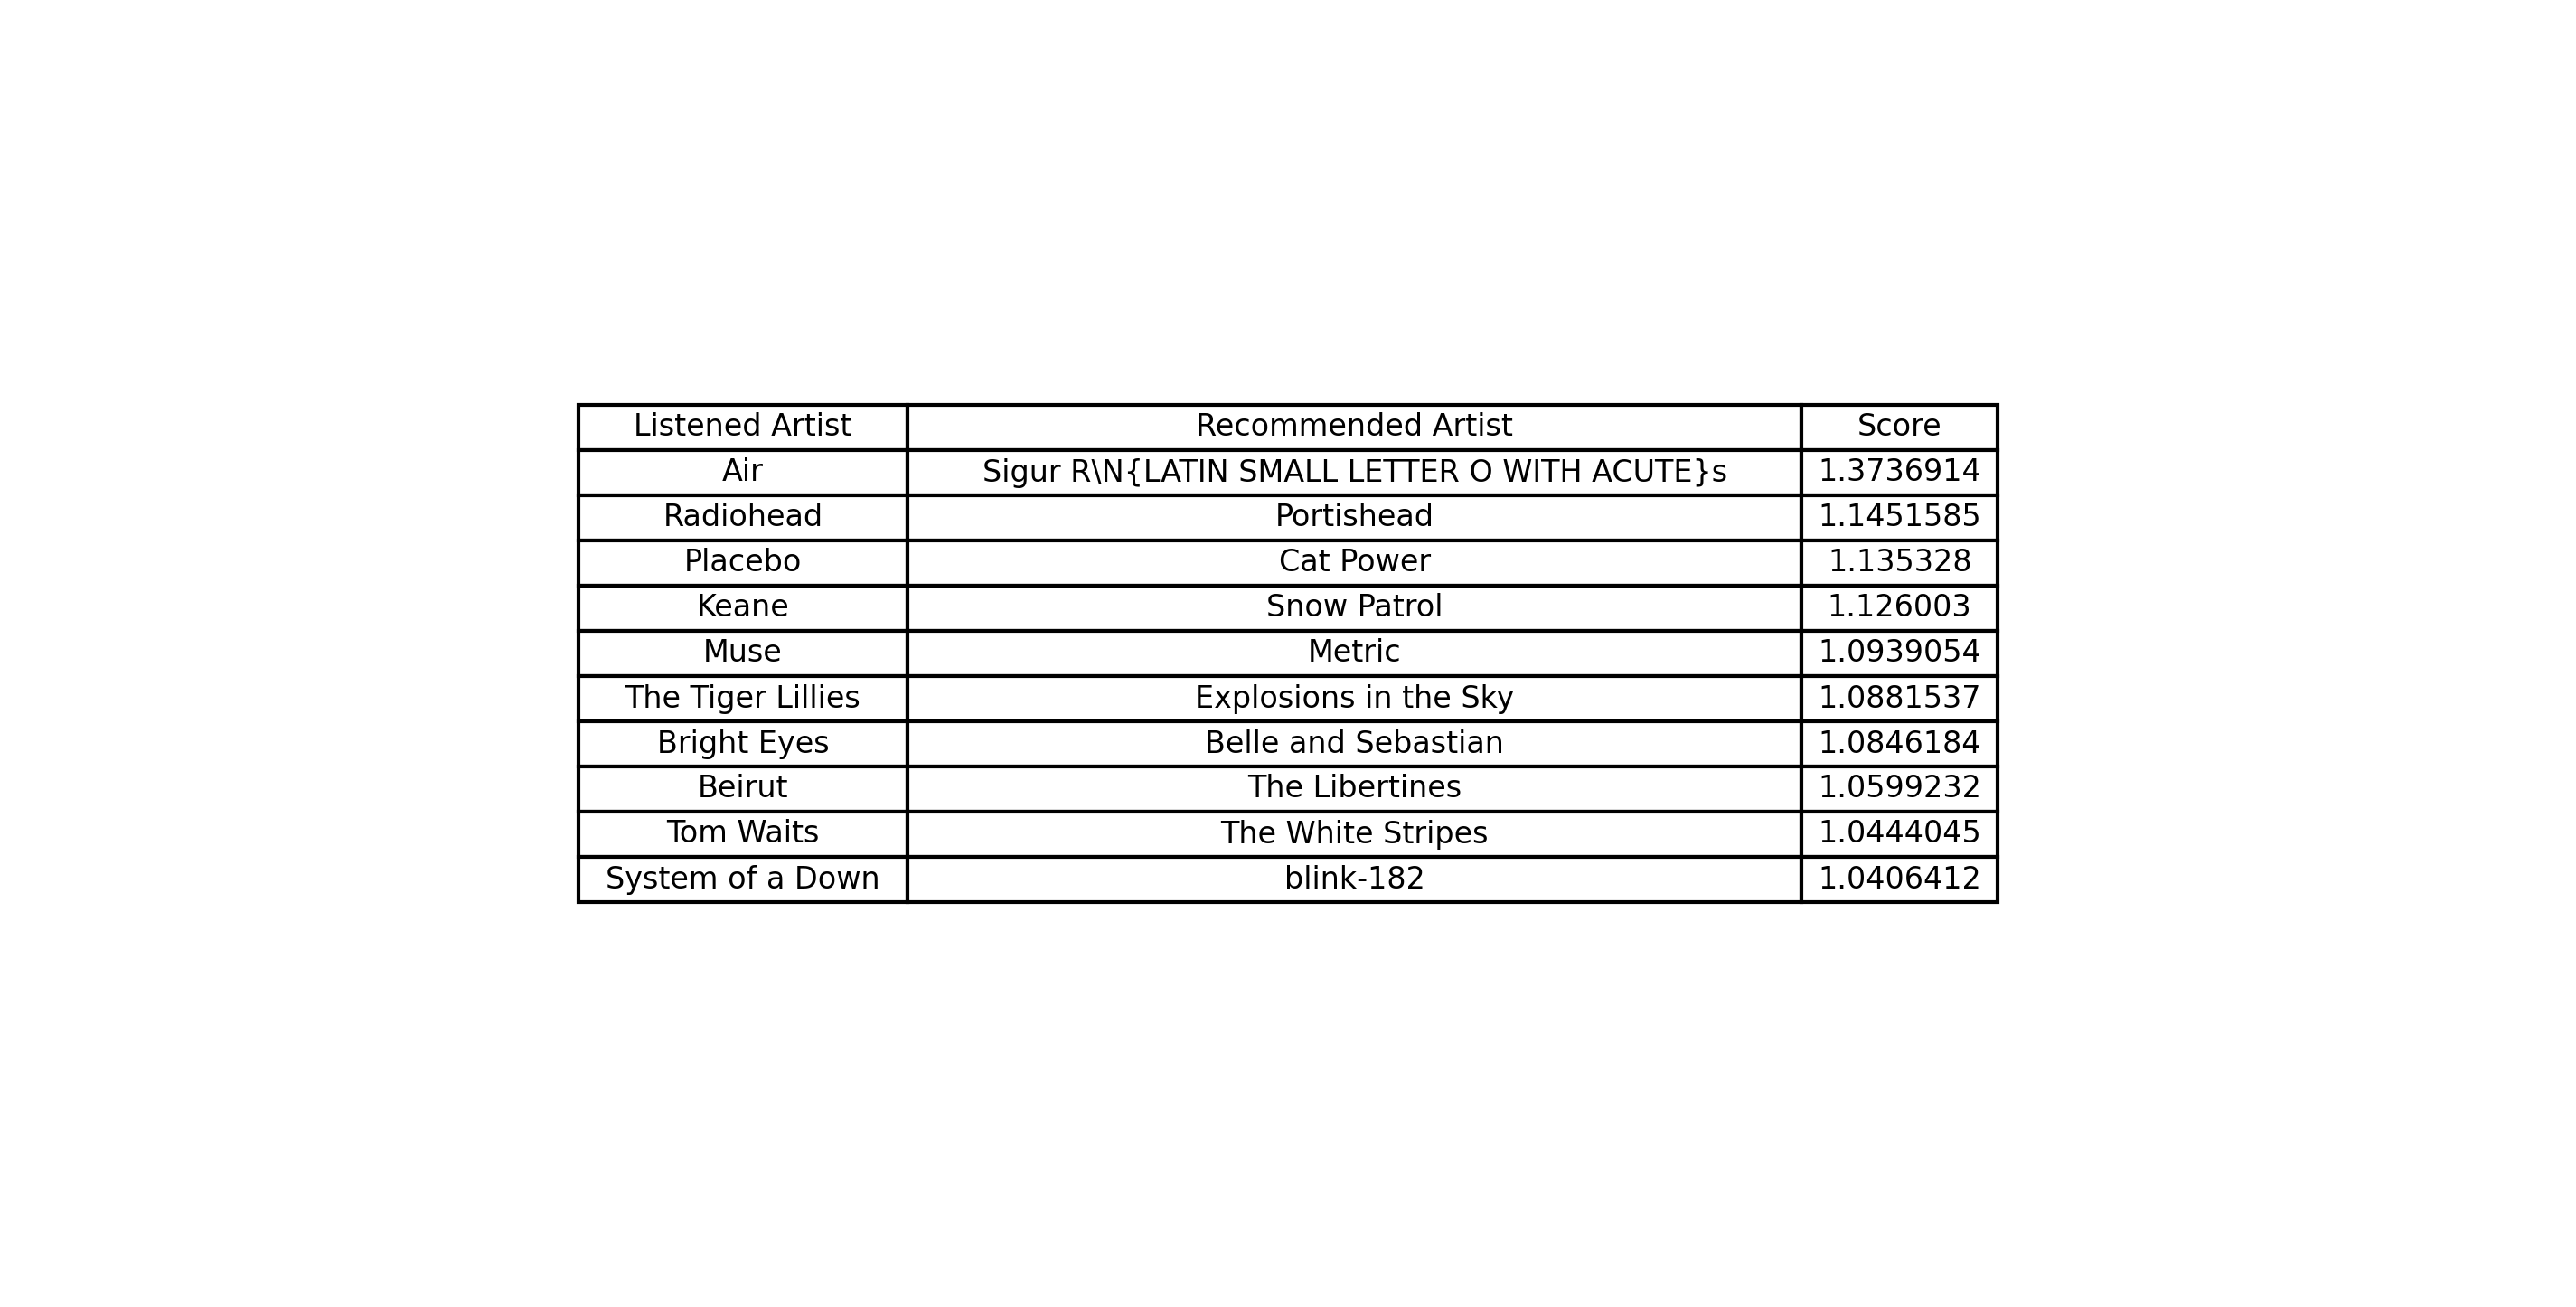 Listened Artist Recommended Artist Score
Air Sigur R\N{LATIN SMALL LETTER O WITH ACUTE}s 1.3736914
Radiohead Portishead 1.1451585
Placebo Cat Power 1.135328
Keane Snow Patrol 1.126003
Muse Metric 1.0939054
The Tiger Lillies Explosions in the Sky 1.0881537
Bright Eyes Belle and Sebastian 1.0846184
Beirut The Libertines 1.0599232
Tom Waits The White Stripes 1.0444045
System of a Down blink-182 1.0406412